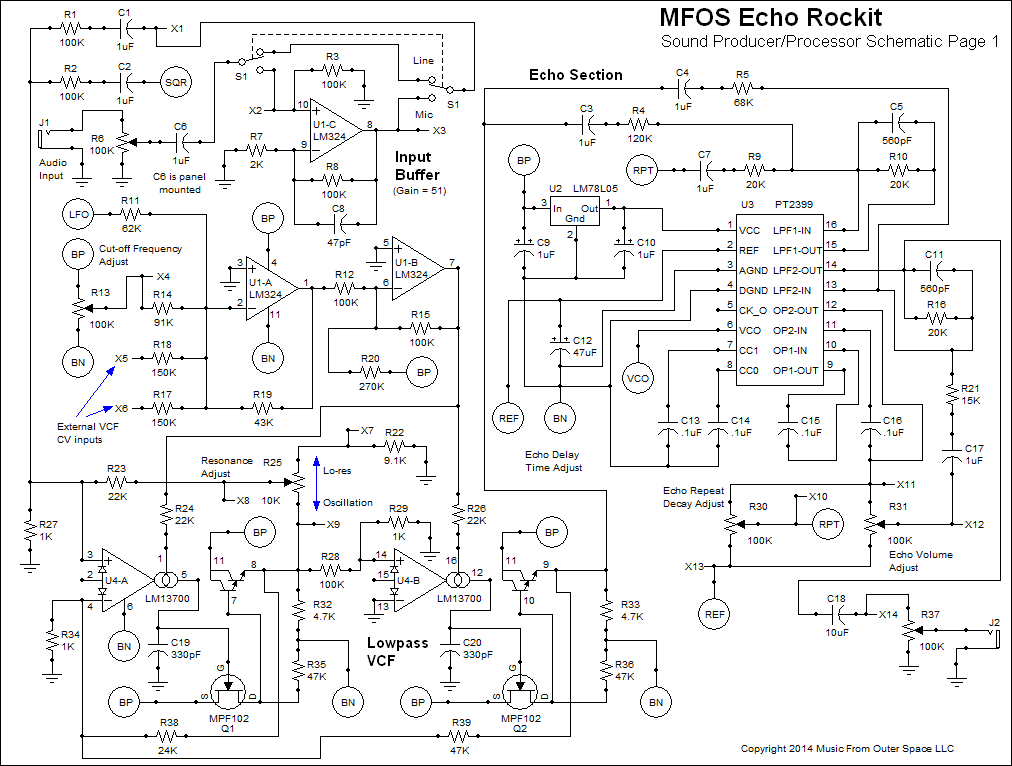 MFOS Echo Rockit
Sound Producer/Processor Schematic Page 1
R1
100K
C1
1uF
X1
R2
100K
C2
1uF
SQR
S1
R3
100K
Line
S1
Mic
X2
10
U1-C
LM324
9
8
X3
R7
2K
R8
100K
C8
47pF
Input
Buffer
(Gain = 51)
J1
Audio
Input
R6
100K
C6
1uF
C6 is panel
mounted
LFO
R11
62K
BP
Cut-off Frequency
Adjust
X4
R13
100K
R14
91K
BN
X5
R18
150K
X6
R17
150K
R19
43K
External VCF
CV inputs
BP
3
4
U1-A
LM324
2
11
1
BN
R12
100K
5
U1-B
LM324
6
7
R15
100K
R20
270K
BP
Echo Section
C4
1uF
R5
68K
C3
1uF
R4
120K
C5
560pF
RPT
C7
1uF
R9
20K
R10
20K
BP
U2
LM78L05
3
In
Out
1
Gnd
2
C9
1uF
C10
1uF
C12
47uF
REF
BN
VCO
U3
PT2399
1
VCC
LPF1-IN
16
2
REF
LPF1-OUT
15
3
AGND
LPF2-OUT
14
4
DGND
LPF2-IN
13
5
CK_O
OP2-OUT
12
6
VCO
OP2-IN
11
7
CC1
OP1-IN
10
8
CC0
OP1-OUT
9
C11
560pF
R16
20K
R21
15K
C17
1uF
C13
.1uF
C14
.1uF
C15
.1uF
C16
.1uF
Echo Delay
Time Adjust
Echo Repeat
Decay Adjust
R30
100K
X10
RPT
X11
R31
100K
X12
Echo Volume
Adjust
X13
REF
C18
10uF
X14
R37
100K
J2
R23
22K
Resonance
Adjust
R25
10K
X7
R22
9.1K
Lo-res
Oscillation
X8
X9
R24
22K
R26
22K
R27
1K
3
2
4
U4-A
1
5
6
LM13700
BN
R34
1K
C19
330pF
BP
11
8
7
R28
100K
R29
1K
14
15
13
U4-B
16
12
LM13700
BP
11
9
10
R32
4.7K
R35
47K
BN
Lowpass
VCF
C20
330pF
R33
4.7K
R36
47K
BN
BP
S
G
D
MPF102
Q1
BP
S
G
D
MPF102
Q2
R38
24K
R39
47K
Copyright 2014 Music From Outer Space LLC